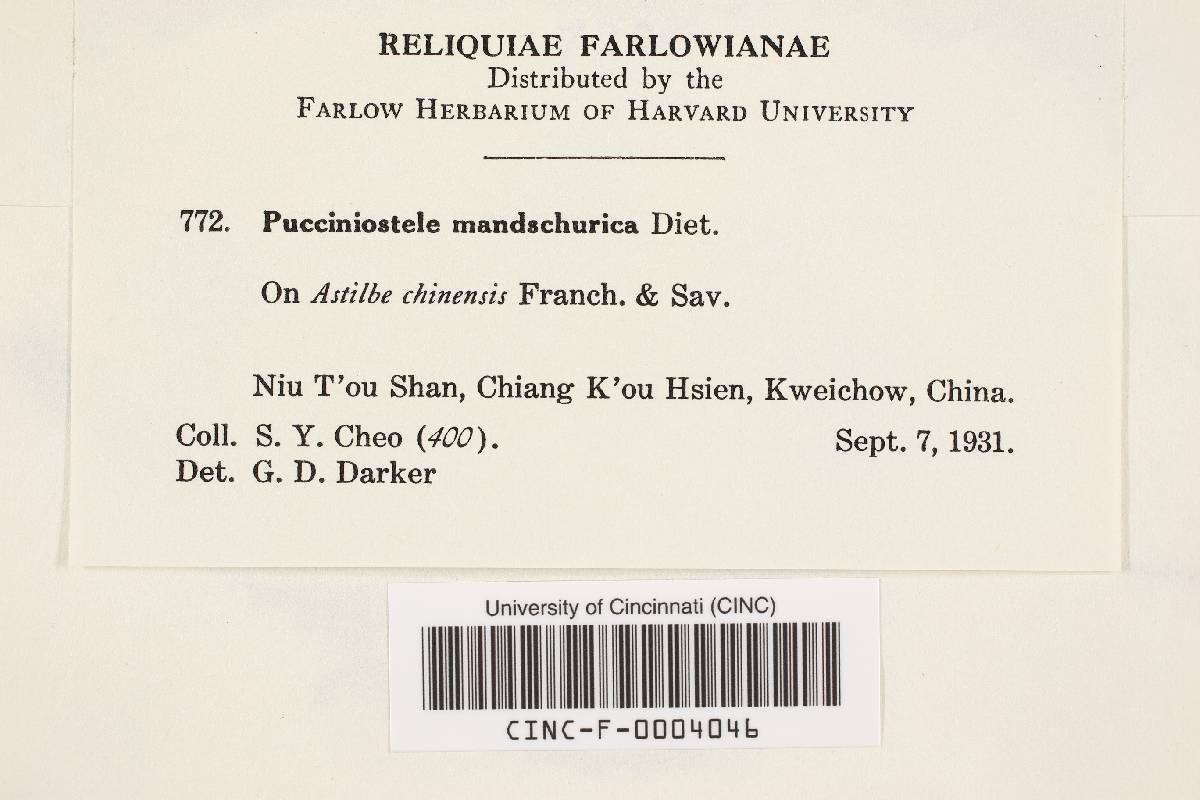 RELIQUIAE FARLOWIANAE
Distributed by the
FARLOW HERBARIUM OF HARVARD UNIVERSITY
772. Pucciniostele mandschurica Diet.
On Astilbe chinensis Franch. & Sav.
Niu T'ou Shan, Chiang K'ou Hsien, Kweichow, China.
Coll. S. Y. Cheo (400). Sept. 7, 1931.
Det. G. D. Darker
University of Cincinnati (CINC)
CINC-F-0004046